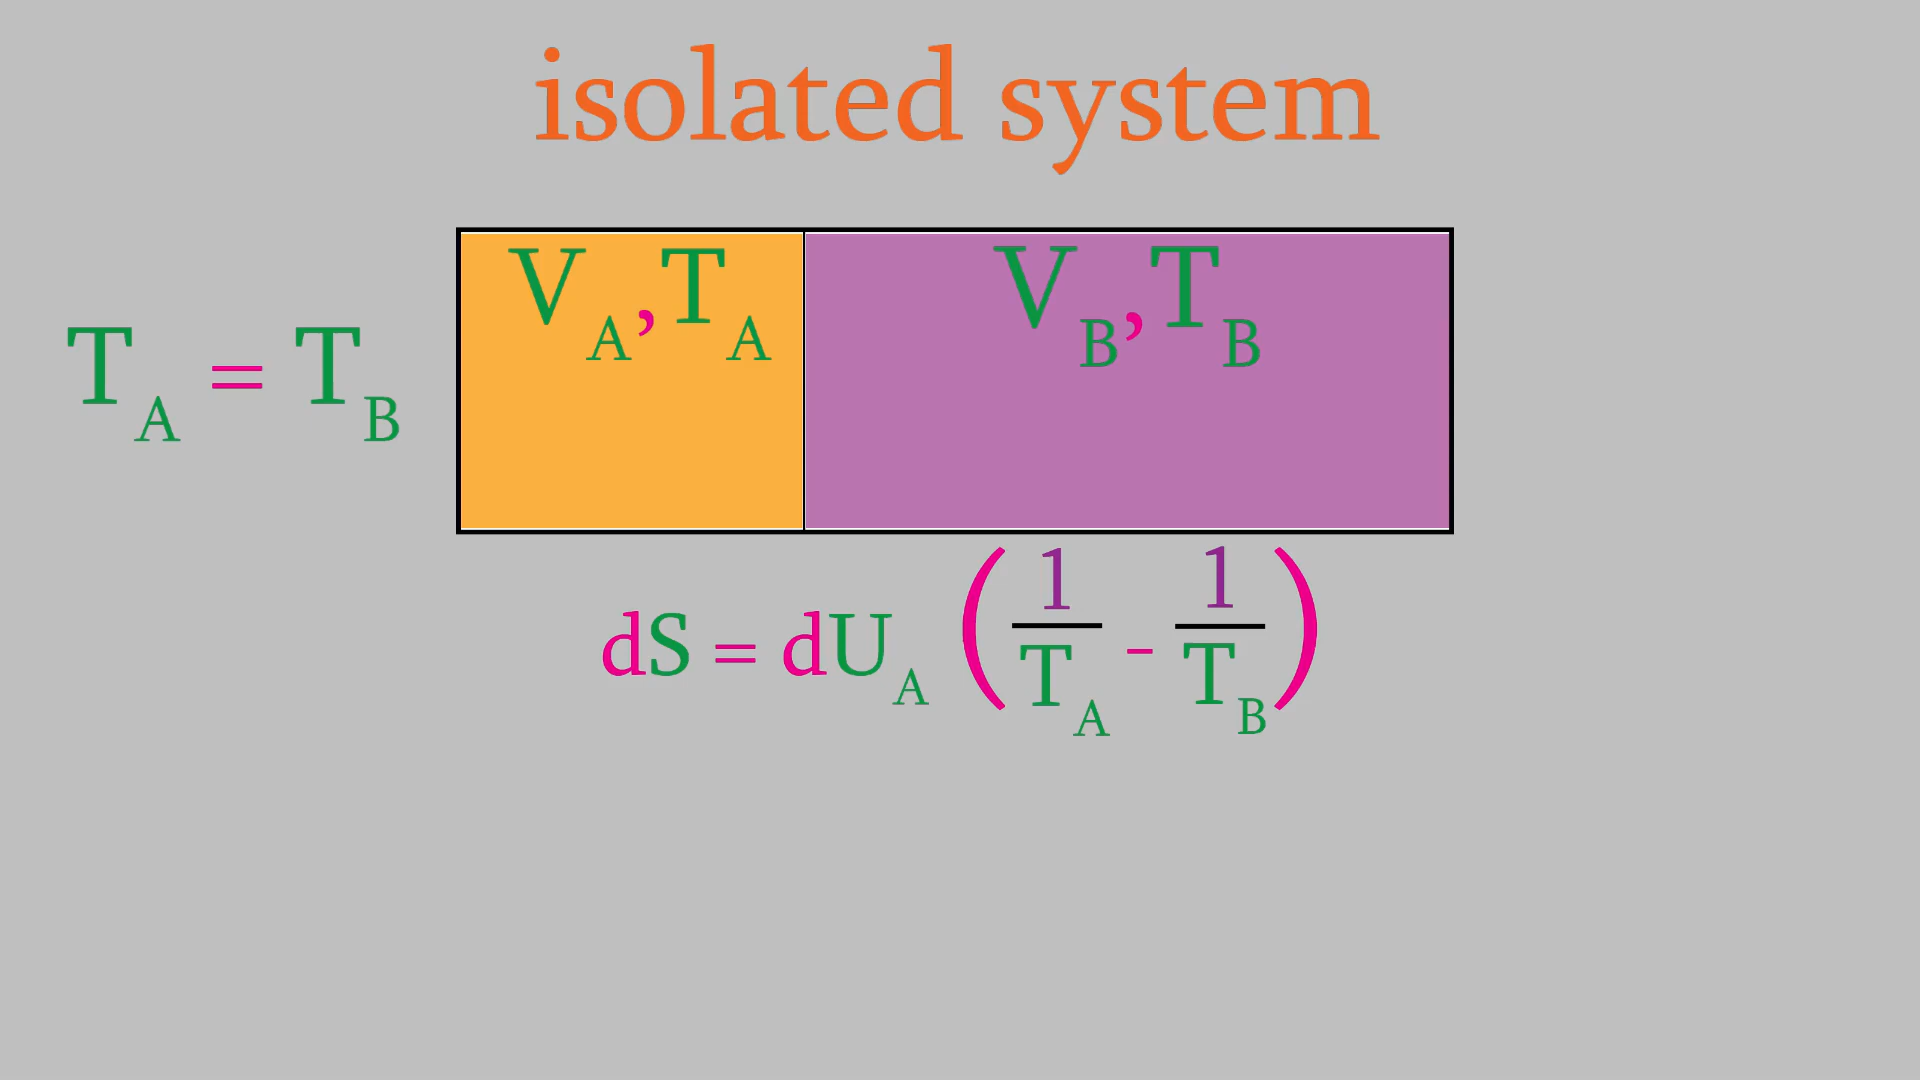 isolated system
T_A = T_B
V_A, T_A
V_B, T_B
dS = dU_A (1/T_A - 1/T_B)